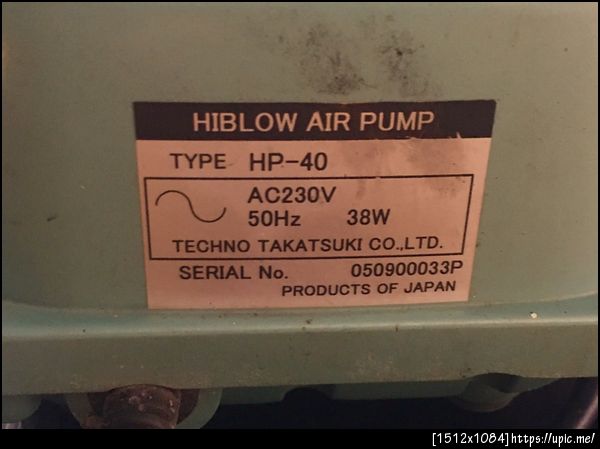 HIBLOW AIR PUMP
TYPE HP-40
AC230V
50Hz 38W
TECHNO TAKATSUKI CO.,LTD.
SERIAL No. 050900033P
PRODUCTS OF JAPAN
[1512x1084]https://upic.me/